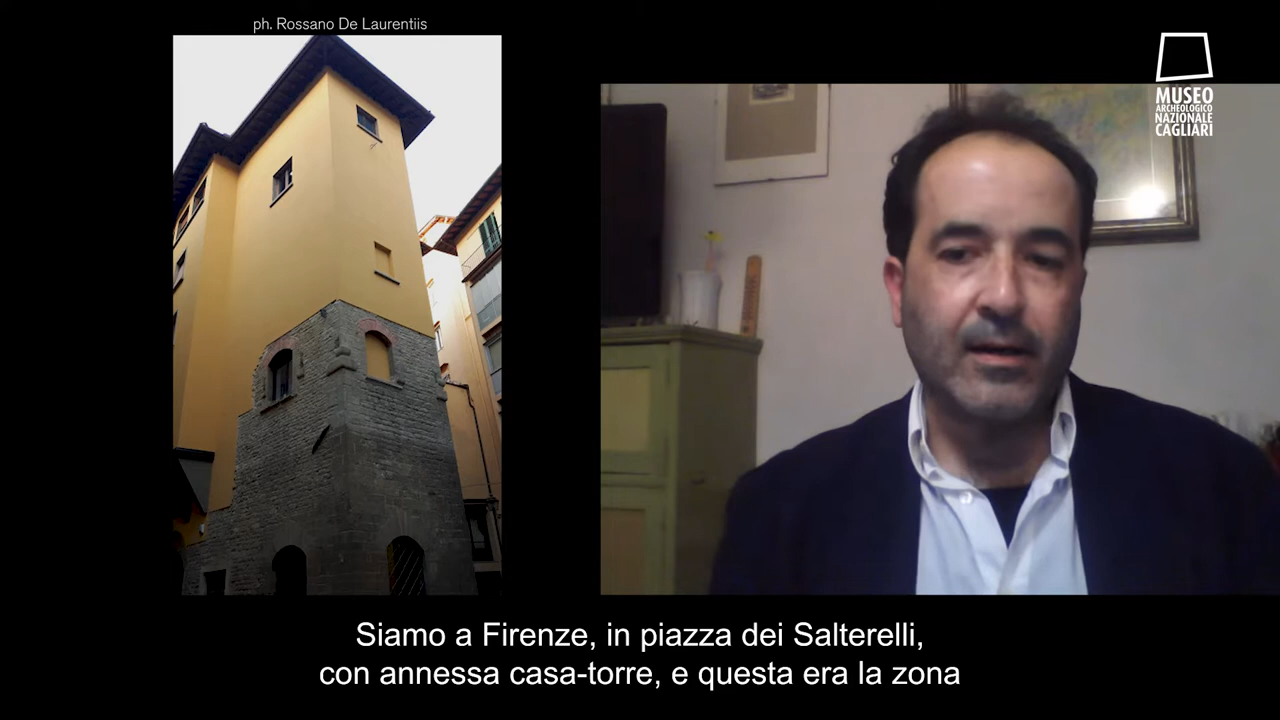 ph. Rossano De Laurentiis
MUSEO
ARCHEOLOGICO
NAZIONALE
CAGLIARI
Siamo a Firenze, in piazza dei Salterelli,
con annessa casa-torre, e questa era la zona